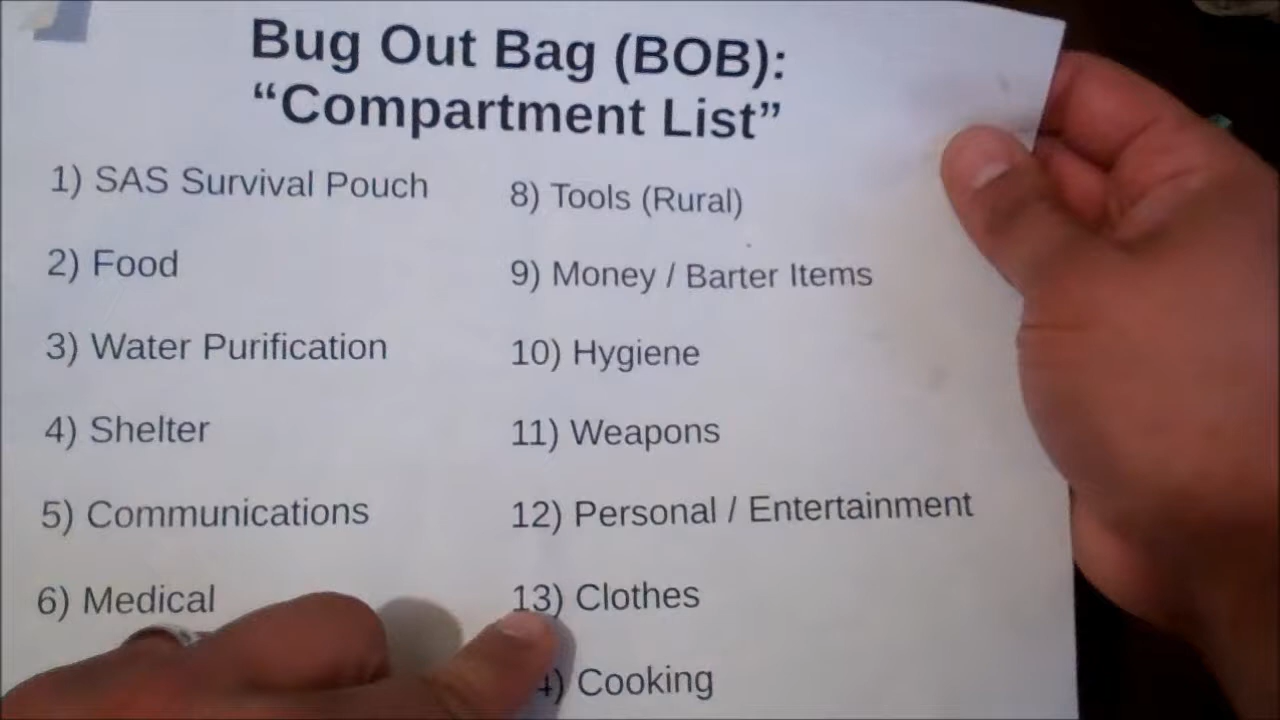 Bug Out Bag (BOB):
“Compartment List”
1) SAS Survival Pouch
2) Food
3) Water Purification
4) Shelter
5) Communications
6) Medical
8) Tools (Rural)
9) Money / Barter Items
10) Hygiene
11) Weapons
12) Personal / Entertainment
13) Clothes
4) Cooking